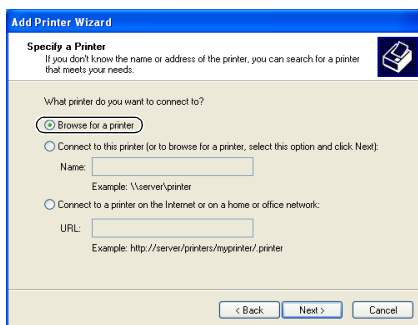 Add Printer Wizard
Specify a Printer
If you don't know the name or address of the printer, you can search for a printer
that meets your needs.
What printer do you want to connect to?
Browse for a printer
Connect to this printer (or to browse for a printer, select this option and click Next):
Name:
Example: \\server\printer
Connect to a printer on the Internet or on a home or office network:
URL:
Example: http://server/printers/myprinter/.printer
< Back Next > Cancel